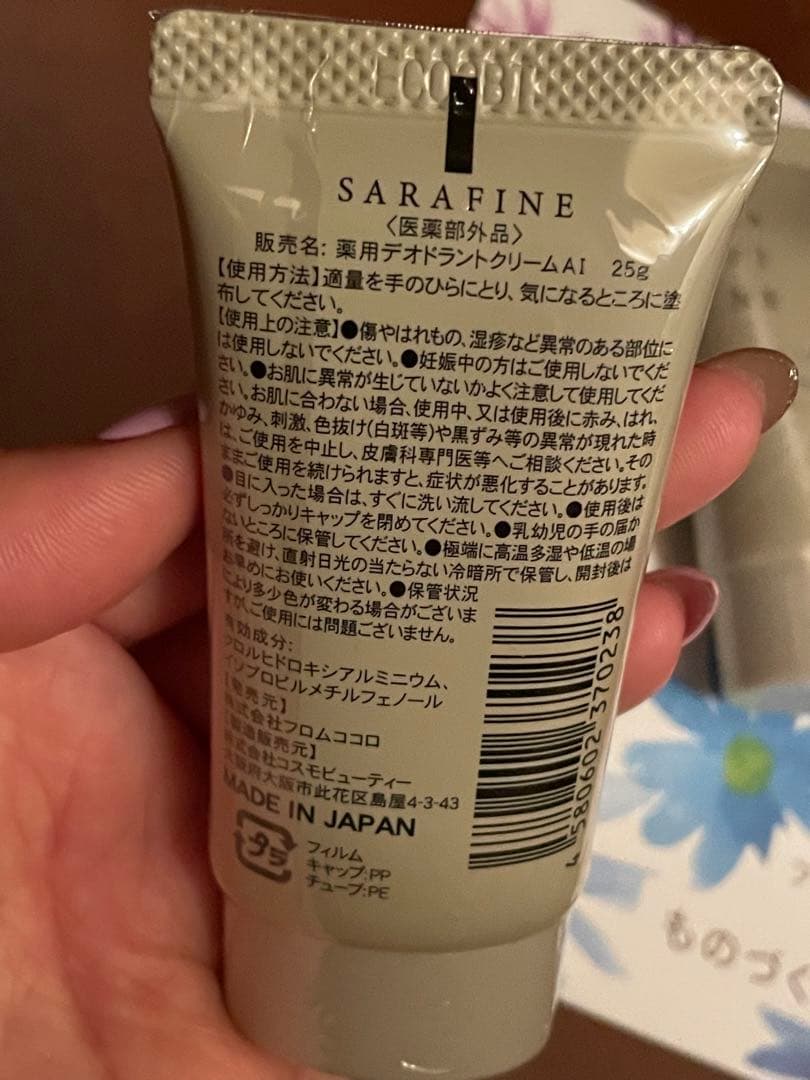 SARAFINE
〈医薬部外品〉
販売名: 薬用デオドラントクリームAI 25g
【使用方法】適量を手のひらにとり、気になるところに塗
布してください。
【使用上の注意】●傷やはれもの、湿疹など異常のある部位に
は使用しないでください。●妊娠中の方はご使用しないでくだ
さい。●お肌に異常が生じていないかよく注意して使用してくだ
さい。お肌に合わない場合、使用中、又は使用後に赤み、はれ、
かゆみ、刺激、色抜け(白斑等)や黒ずみ等の異常が現れた時
は、ご使用を中止し、皮膚科専門医等へご相談ください。その
ままご使用を続けられますと、症状が悪化することがあります。
●目に入った場合は、すぐに洗い流してください。●使用後は
必ずしっかりキャップを閉めてください。●乳幼児の手の届か
ないところに保管してください。●極端に高温多湿や低温の場
所を避け、直射日光の当たらない冷暗所で保管し、開封後は
お早めにお使いください。●保管状況
により多少色が変わる場合がございま
すが、ご使用には問題ございません。
有効成分:
クロルヒドロキシアルミニウム、
イソプロピルメチルフェノール
【発売元】
株式会社フロムココロ
【製造販売元】
株式会社コスモビューティー
大阪府大阪市此花区島屋4-3-43
MADE IN JAPAN
プラ
フィルム
キャップ:PP
チューブ:PE
4 580602 370238
ものづく